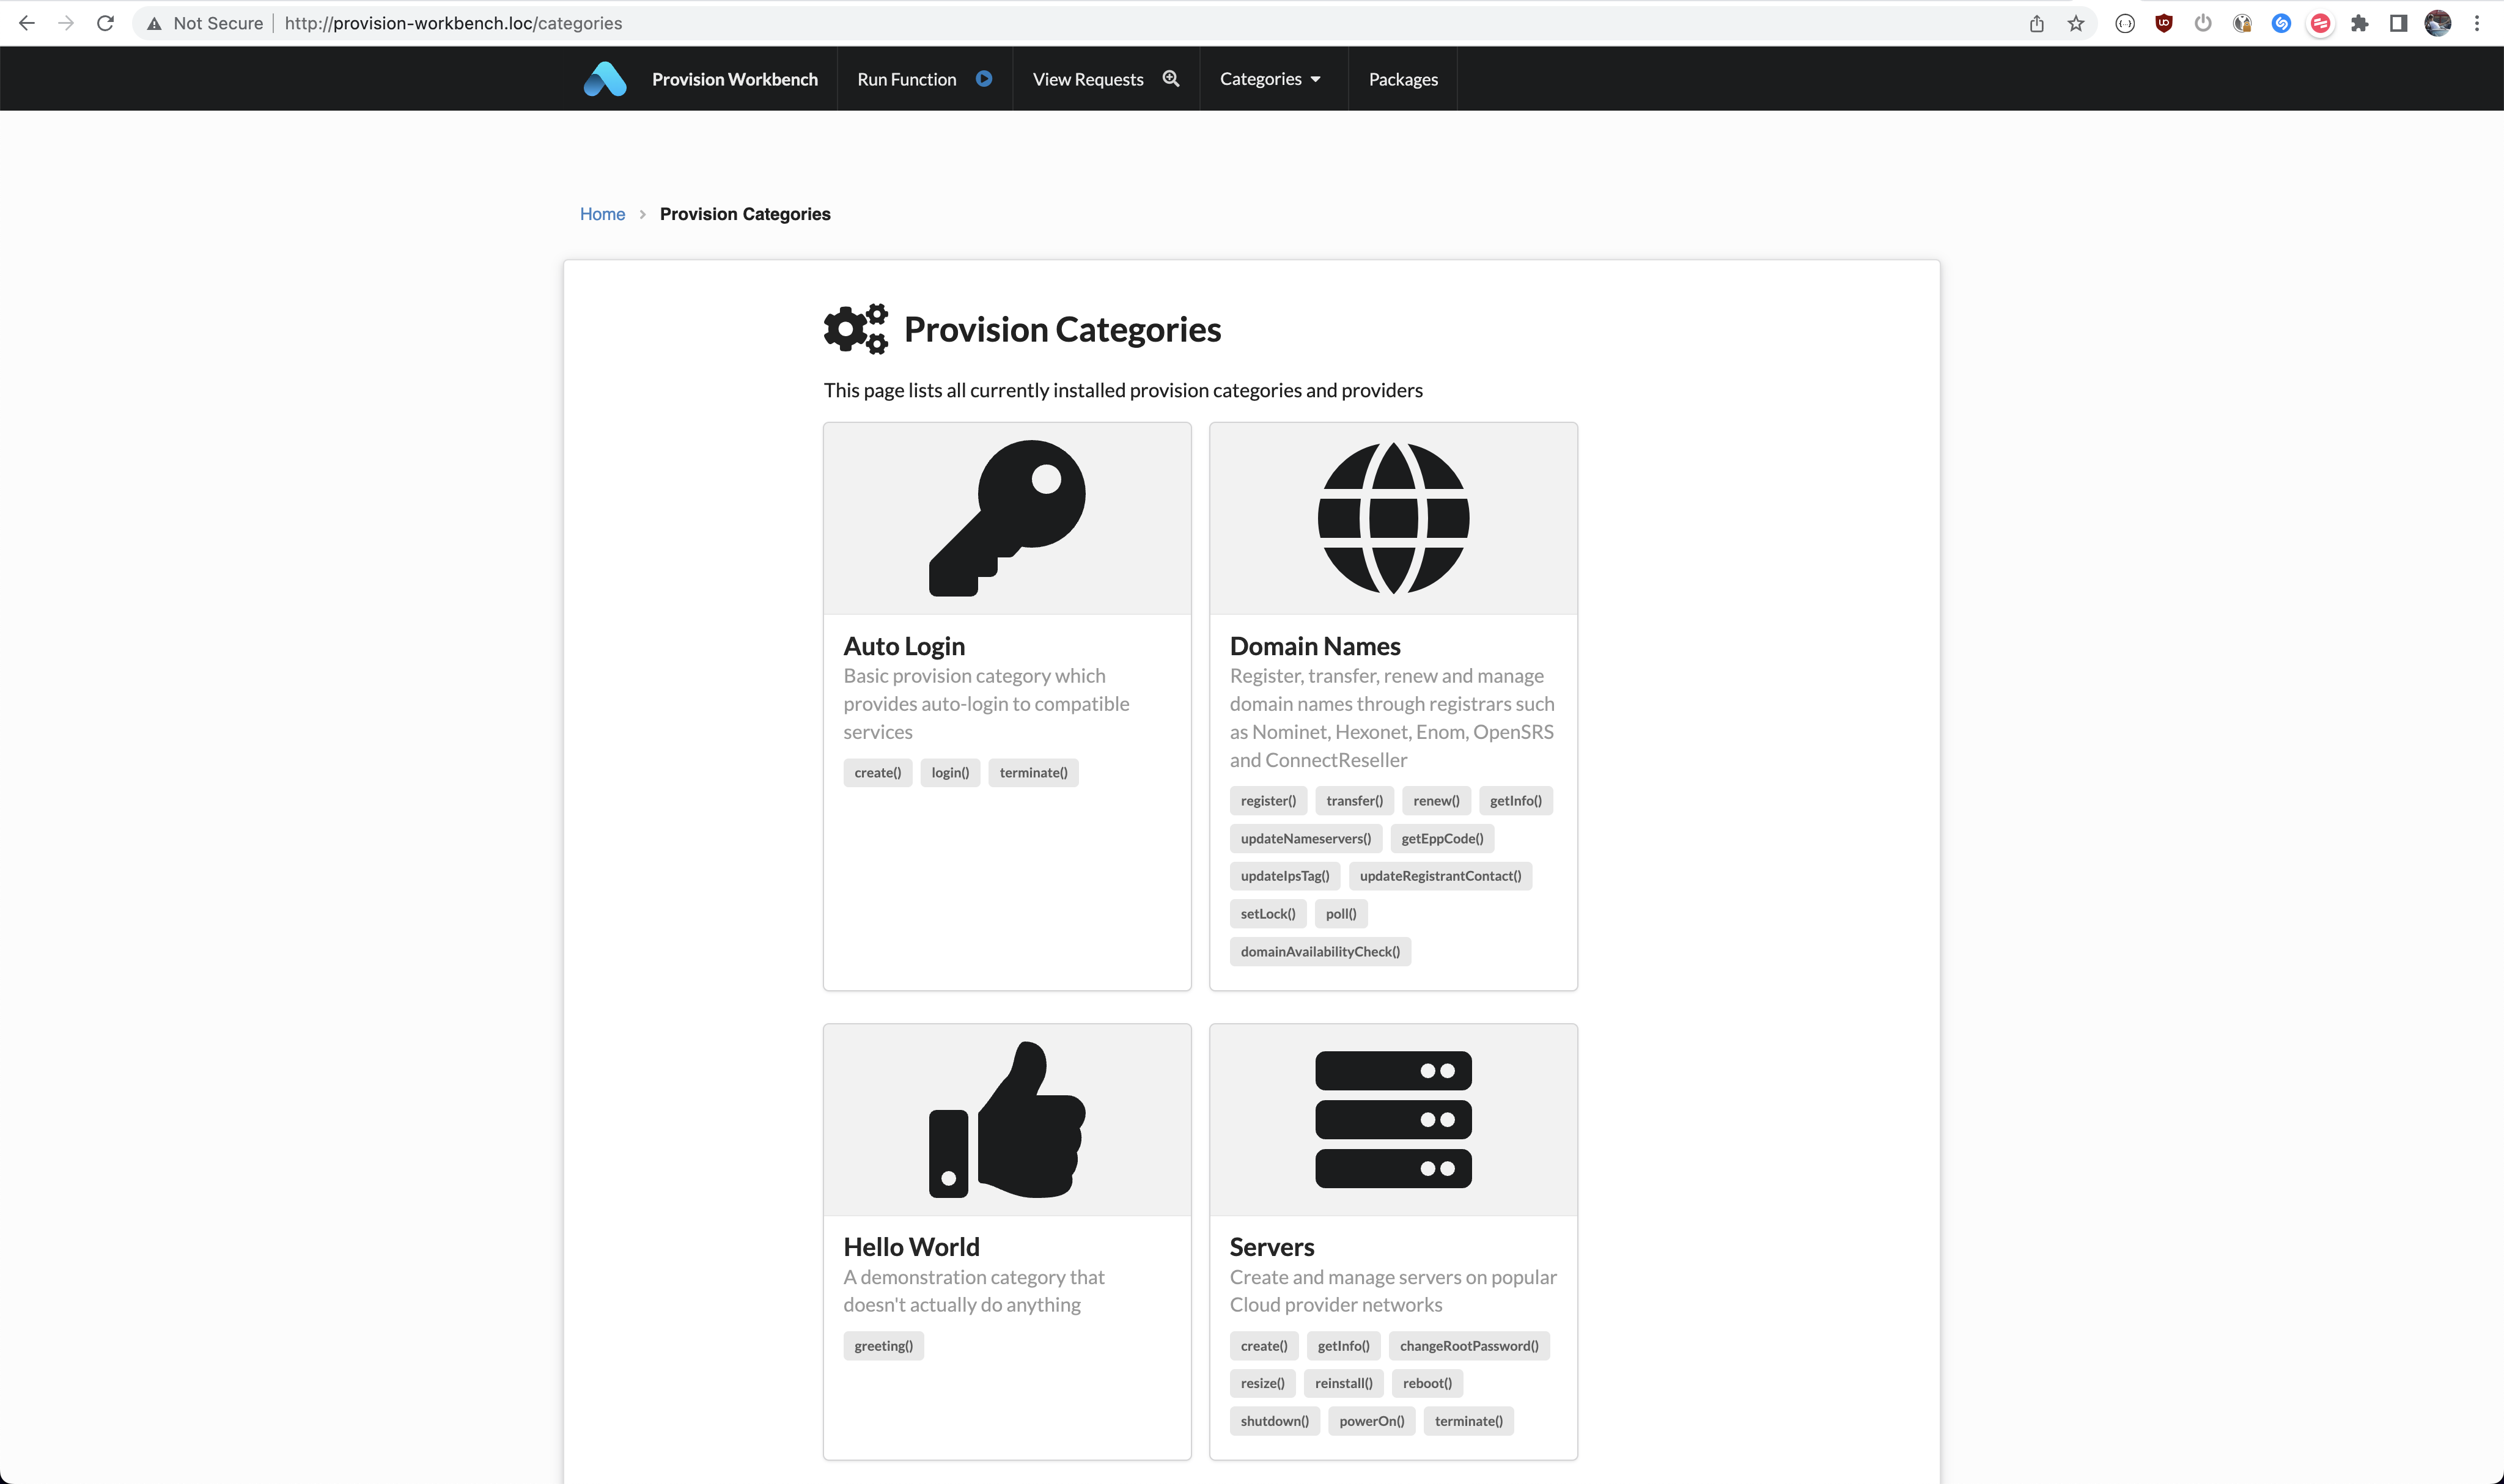 Not Secure http://provision-workbench.loc/categories
Provision Workbench Run Function View Requests Categories Packages
Home Provision Categories
Provision Categories
This page lists all currently installed provision categories and providers
Auto Login
Basic provision category which
provides auto-login to compatible
services
create() login() terminate()
Domain Names
Register, transfer, renew and manage
domain names through registrars such
as Nominet, Hexonet, Enom, OpenSRS
and ConnectReseller
register() transfer() renew() getInfo()
updateNameservers() getEppCode()
updateIpsTag() updateRegistrantContact()
setLock() poll()
domainAvailabilityCheck()
Hello World
A demonstration category that
doesn't actually do anything
greeting()
Servers
Create and manage servers on popular
Cloud provider networks
create() getInfo() changeRootPassword()
resize() reinstall() reboot()
shutdown() powerOn() terminate()